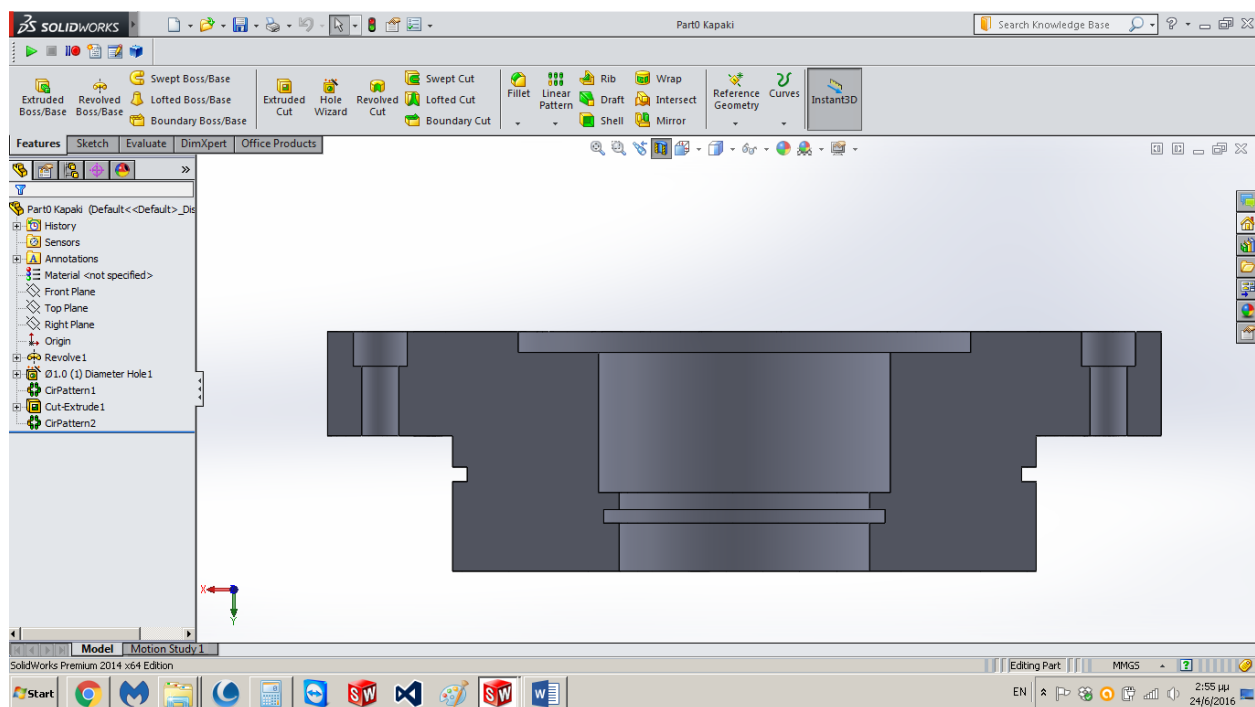 SOLIDWORKS Part0 Kapaki Search Knowledge Base ?
Swept Boss/Base Swept Cut Rib Wrap
Extruded Boss/Base Revolved Boss/Base Lofted Boss/Base Extruded Cut Hole Wizard Revolved Cut Lofted Cut Fillet Linear Pattern Draft Intersect Reference Geometry Curves Instant3D
Boundary Boss/Base Boundary Cut Shell Mirror
Features Sketch Evaluate DimXpert Office Products
»
Part0 Kapaki (Default<<Default>_Dis
History
Sensors
Annotations
Material <not specified>
Front Plane
Top Plane
Right Plane
Origin
Revolve1
Ø1.0 (1) Diameter Hole1
CirPattern1
Cut-Extrude1
CirPattern2
X
Y
Model Motion Study 1
SolidWorks Premium 2014 x64 Edition Editing Part MMGS ?
Start EN 2:55 μμ
24/6/2016